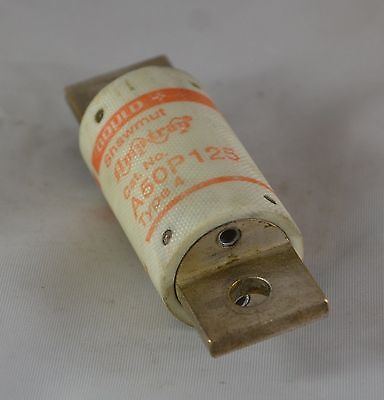 GOULD
Shawmut
amp-trap
Cat. No.
A50P125
Type 4